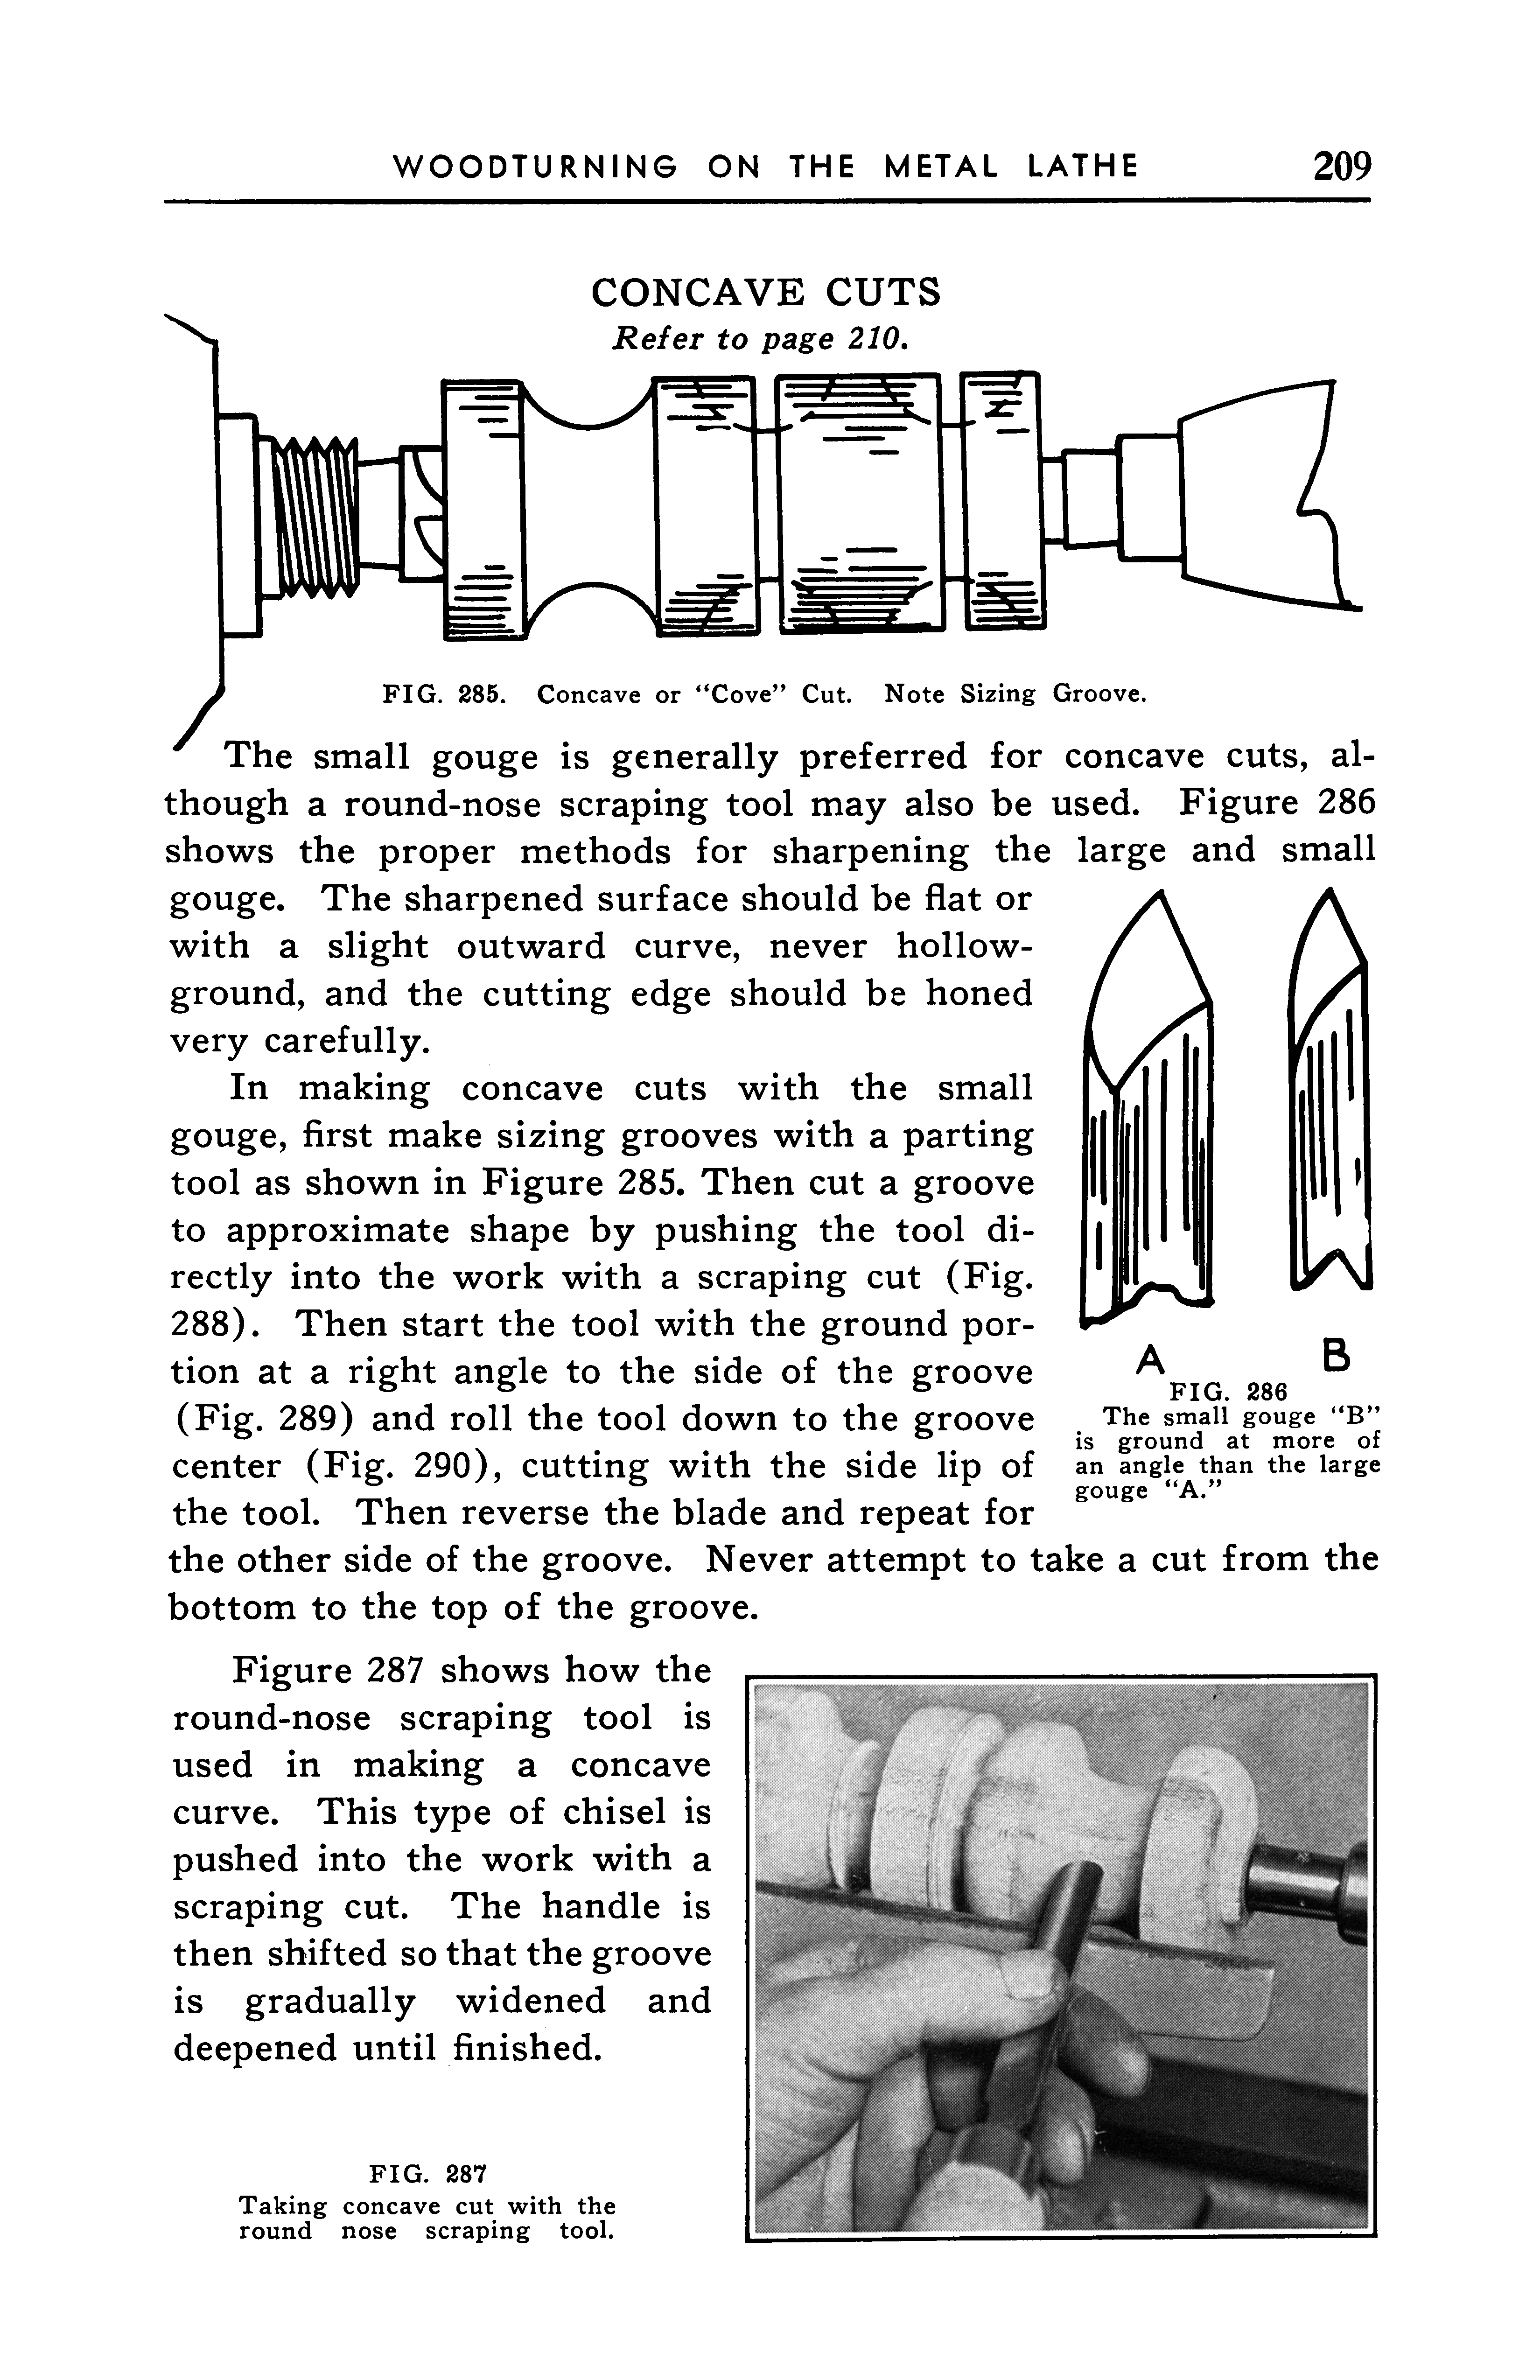 WOODTURNING ON THE METAL LATHE 209
CONCAVE CUTS
Refer to page 210.
FIG. 285. Concave or "Cove" Cut. Note Sizing Groove.
The small gouge is generally preferred for concave cuts, al-
though a round-nose scraping tool may also be used. Figure 286
shows the proper methods for sharpening the large and small
gouge. The sharpened surface should be flat or
with a slight outward curve, never hollow-
ground, and the cutting edge should be honed
very carefully.
In making concave cuts with the small
gouge, first make sizing grooves with a parting
tool as shown in Figure 285. Then cut a groove
to approximate shape by pushing the tool di-
rectly into the work with a scraping cut (Fig.
288). Then start the tool with the ground por-
tion at a right angle to the side of the groove
(Fig. 289) and roll the tool down to the groove
center (Fig. 290), cutting with the side lip of
the tool. Then reverse the blade and repeat for
the other side of the groove. Never attempt to take a cut from the
bottom to the top of the groove.
A B
FIG. 286
The small gouge "B"
is ground at more of
an angle than the large
gouge "A."
Figure 287 shows how the
round-nose scraping tool is
used in making a concave
curve. This type of chisel is
pushed into the work with a
scraping cut. The handle is
then shifted so that the groove
is gradually widened and
deepened until finished.
FIG. 287
Taking concave cut with the
round nose scraping tool.